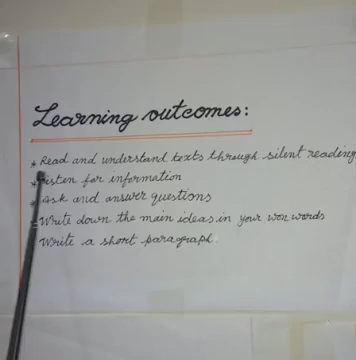 Learning outcomes:
* Read and understand texts through silent reading
* Listen for information
* Ask and answer questions
* Write down the main ideas in your won words
Write a short paragraph.